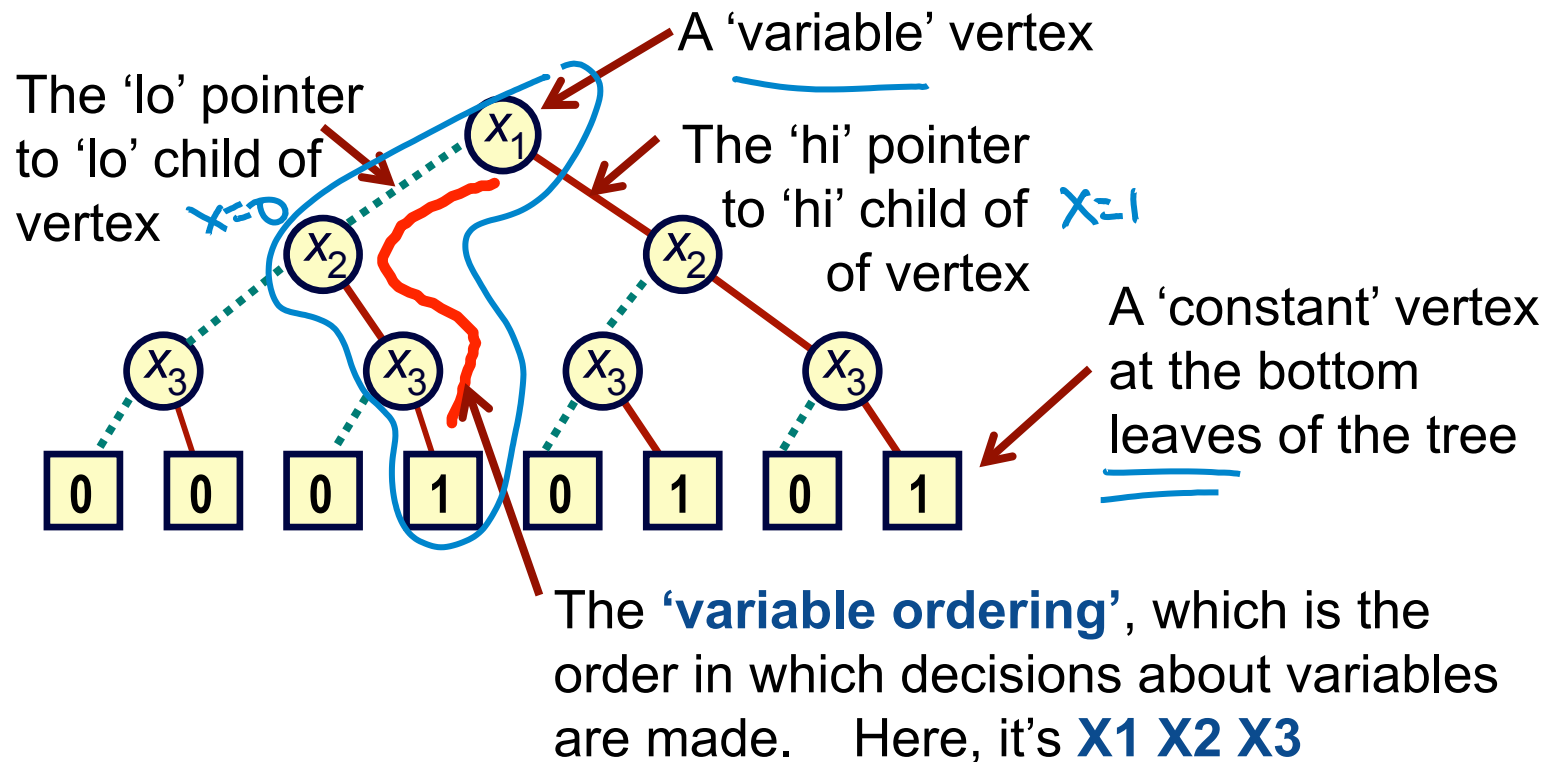 A ‘variable’ vertex
The ‘lo’ pointer
to ‘lo’ child of
vertex x=0
The ‘hi’ pointer
to ‘hi’ child of x=1
of vertex
x1
x2 x2
x3 x3 x3 x3
0 0 0 1 0 1 0 1
A ‘constant’ vertex
at the bottom
leaves of the tree
The ‘variable ordering’, which is the
order in which decisions about variables
are made. Here, it’s X1 X2 X3